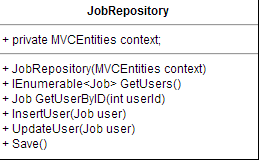 JobRepository
+ private MVCEntities context;
+ JobRepository(MVCEntities context)
+ IEnumerable<Job> GetUsers()
+ Job GetUserByID(int userId)
+ InsertUser(Job user)
+ UpdateUser(Job user)
+ Save()